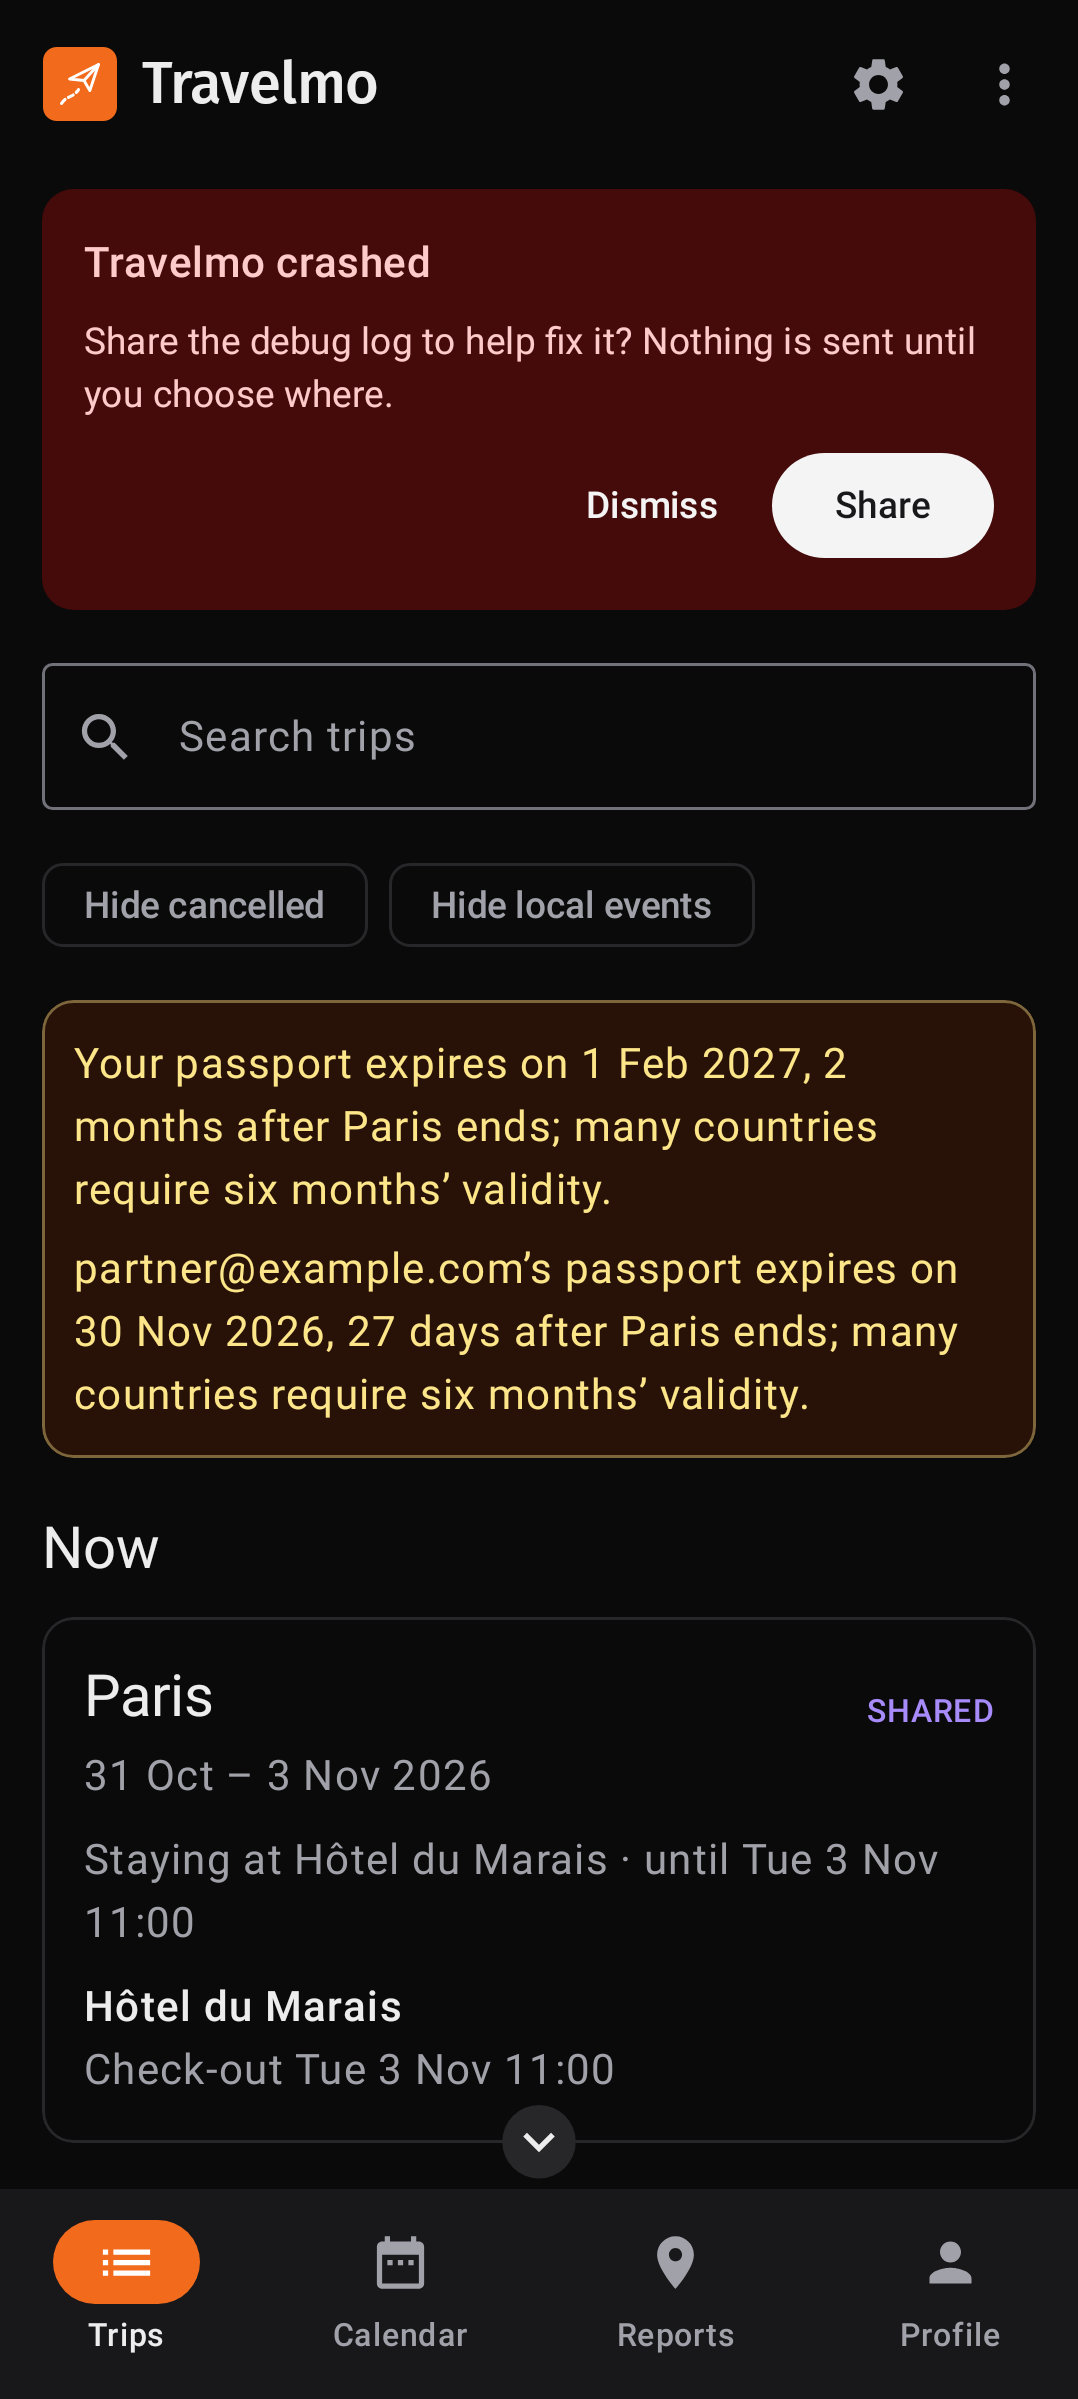 Travelmo
Travelmo crashed
Share the debug log to help fix it? Nothing is sent until
you choose where.
Dismiss
Share
Search trips
Hide cancelled
Hide local events
Your passport expires on 1 Feb 2027, 2
months after Paris ends; many countries
require six months’ validity.
partner@example.com’s passport expires on
30 Nov 2026, 27 days after Paris ends; many
countries require six months’ validity.
Now
Paris
SHARED
31 Oct – 3 Nov 2026
Staying at Hôtel du Marais · until Tue 3 Nov
11:00
Hôtel du Marais
Check-out Tue 3 Nov 11:00
Trips
Calendar
Reports
Profile